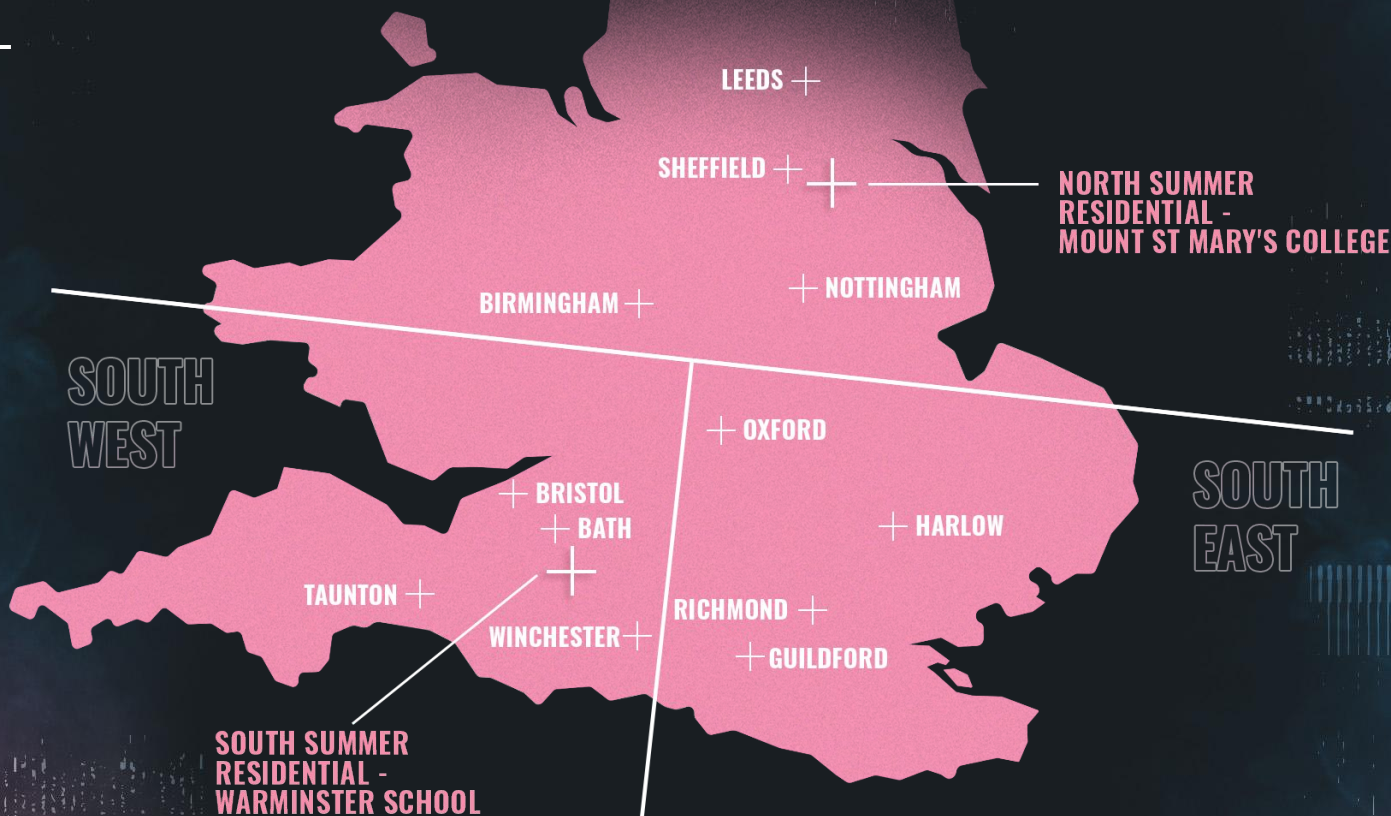 LEEDS
SHEFFIELD
NORTH SUMMER
RESIDENTIAL -
MOUNT ST MARY'S COLLEGE
BIRMINGHAM
NOTTINGHAM
SOUTH
WEST
OXFORD
SOUTH
EAST
BRISTOL
BATH
HARLOW
TAUNTON
RICHMOND
WINCHESTER
GUILDFORD
SOUTH SUMMER
RESIDENTIAL -
WARMINSTER SCHOOL